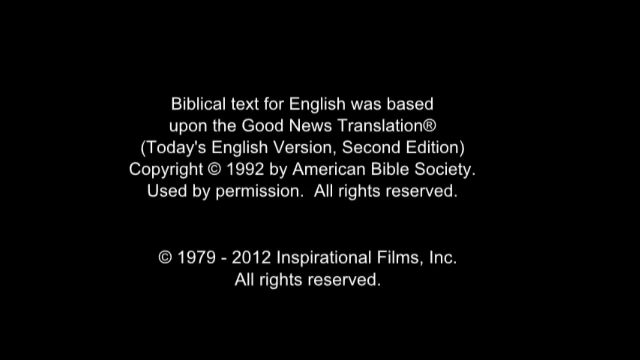 Biblical text for English was based
upon the Good News Translation®
(Today's English Version, Second Edition)
Copyright © 1992 by American Bible Society.
Used by permission.  All rights reserved.
© 1979 - 2012 Inspirational Films, Inc.
All rights reserved.